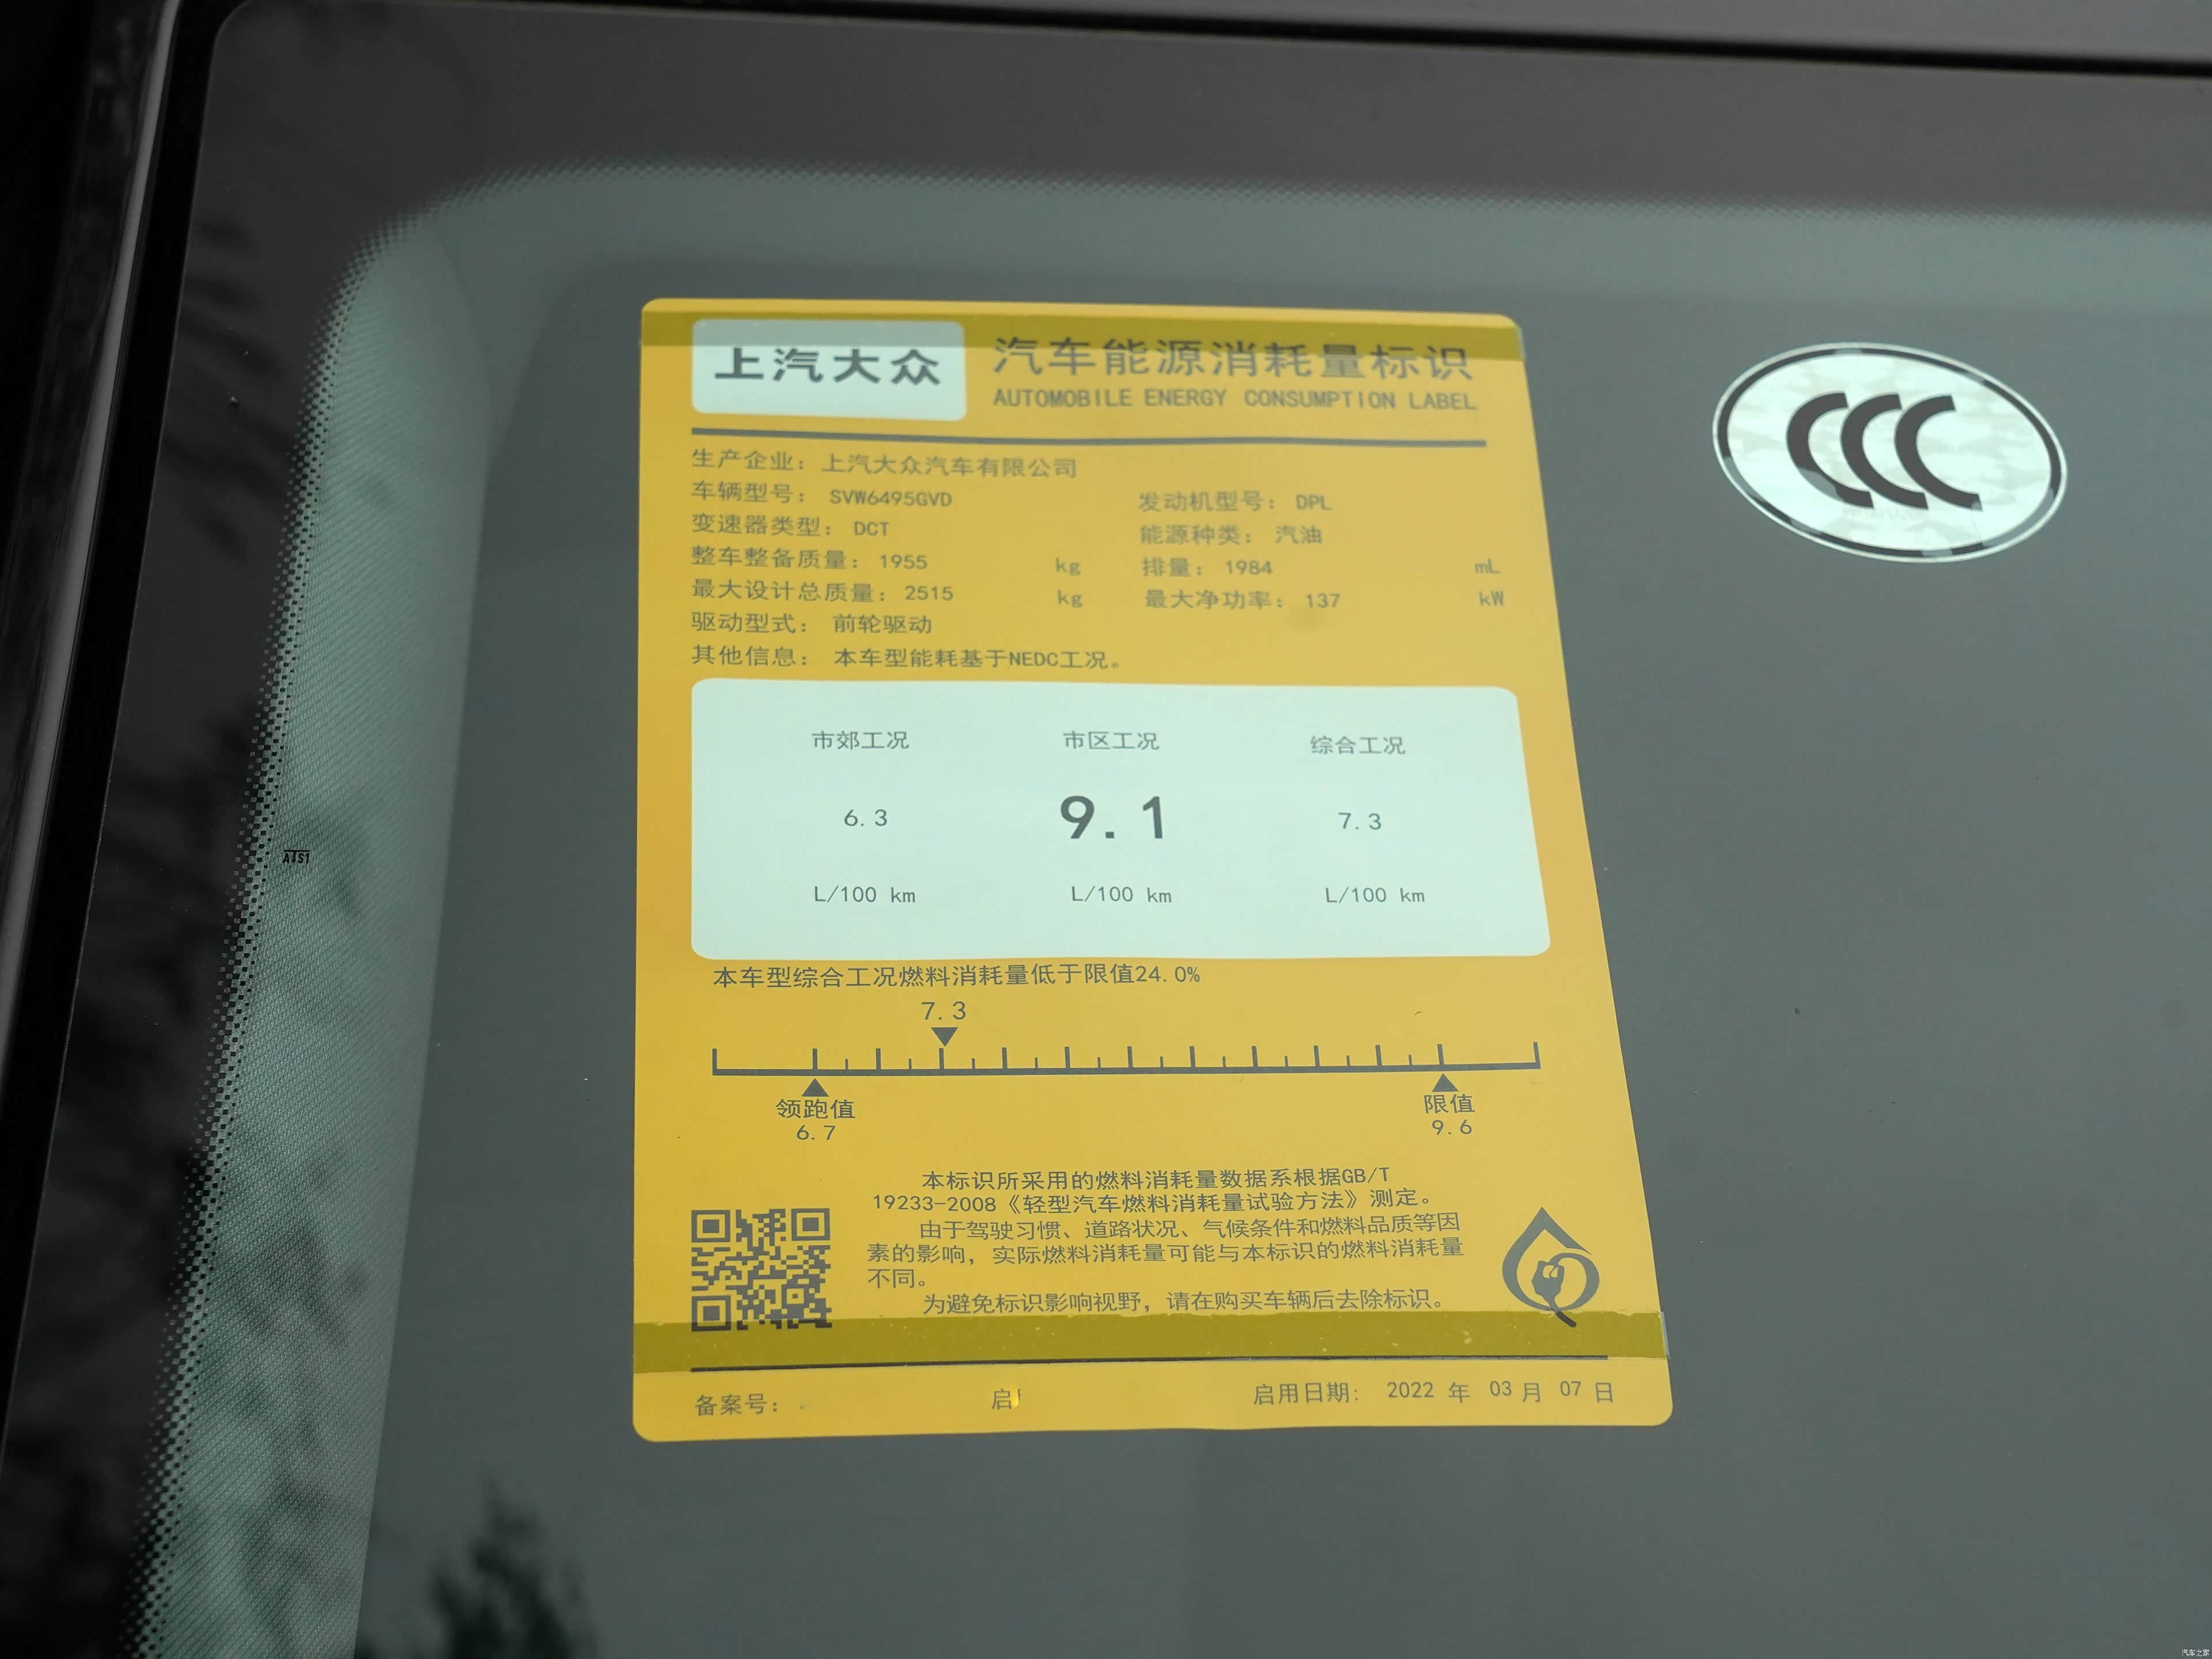 上汽大众 汽车能源消耗量标识
AUTOMOBILE ENERGY CONSUMPTION LABEL
CCC
生产企业：上汽大众汽车有限公司
车辆型号： SVW6495GVD 发动机型号： DPL
变速器类型： DCT 能源种类： 汽油
整车整备质量： 1955 kg 排量： 1984 mL
最大设计总质量： 2515 kg 最大净功率： 137 kW
驱动型式： 前轮驱动
其他信息： 本车型能耗基于NEDC工况。
市郊工况 市区工况 综合工况
6.3 9.1 7.3
L/100 km L/100 km L/100 km
本车型综合工况燃料消耗量低于限值24.0%
7.3
领跑值 限值
6.7 9.6
本标识所采用的燃料消耗量数据系根据GB/T
19233-2008《轻型汽车燃料消耗量试验方法》测定。
由于驾驶习惯、道路状况、气候条件和燃料品质等因
素的影响，实际燃料消耗量可能与本标识的燃料消耗量
不同。
为避免标识影响视野，请在购买车辆后去除标识。
备案号： 启 启用日期： 2022 年 03 月 07 日
ATS1
汽车之家